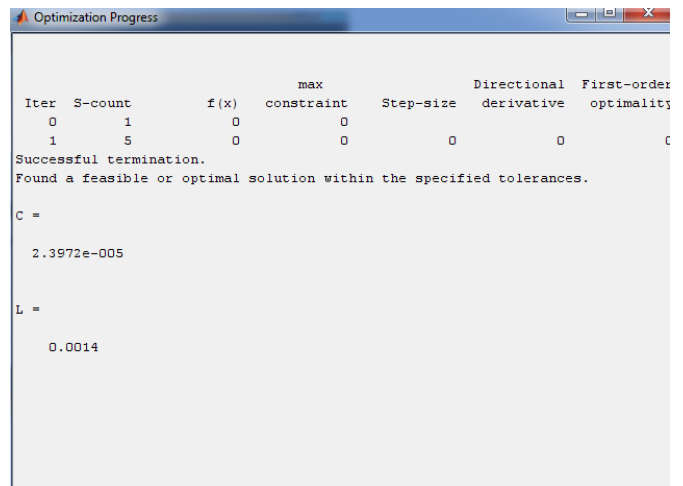 Optimization Progress
max Directional First-order
Iter S-count f(x) constraint Step-size derivative optimality
0 1 0 0
1 5 0 0 0 0 0
Successful termination.
Found a feasible or optimal solution within the specified tolerances.
C =
2.3972e-005
L =
0.0014